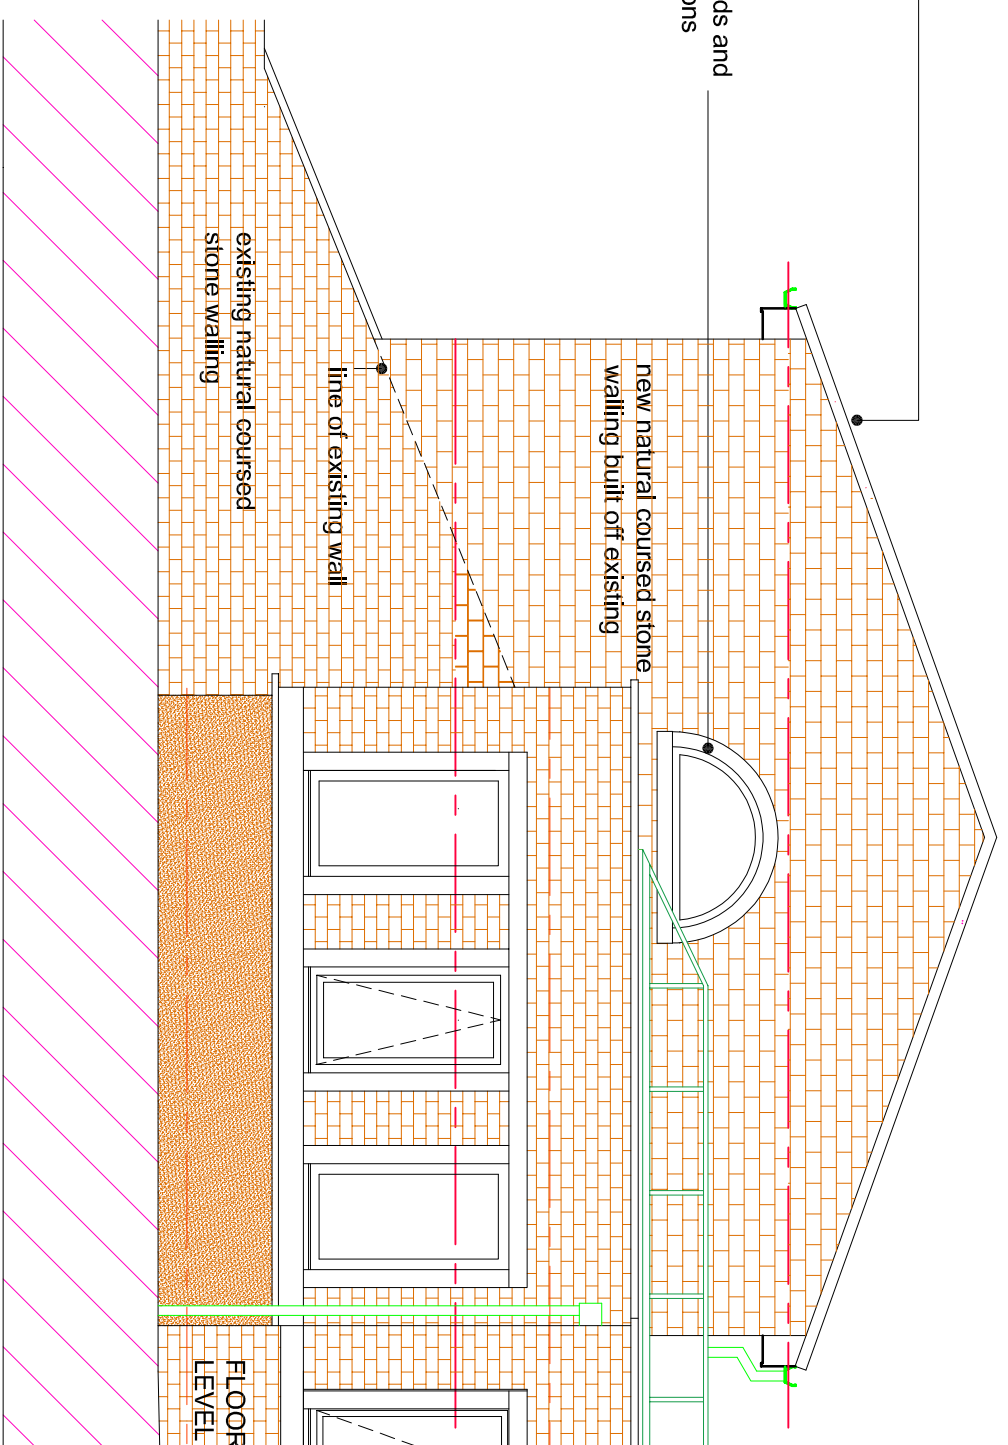 ds and
ons
new natural coursed stone
walling built off existing
line of existing wall
existing natural coursed
stone walling
FLOOR
LEVEL